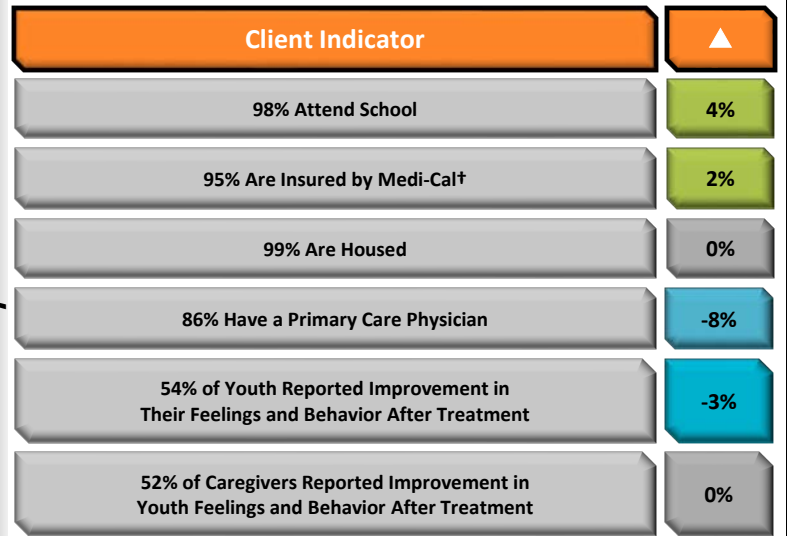 Client Indicator ▲
98% Attend School 4%
95% Are Insured by Medi-Cal† 2%
99% Are Housed 0%
86% Have a Primary Care Physician -8%
54% of Youth Reported Improvement in
Their Feelings and Behavior After Treatment -3%
52% of Caregivers Reported Improvement in
Youth Feelings and Behavior After Treatment 0%